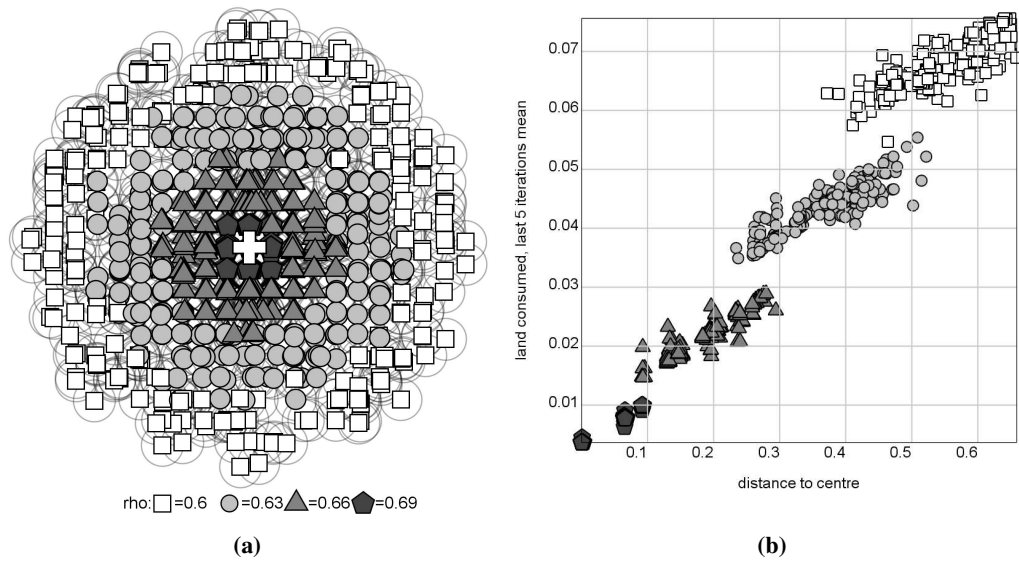 rho: =0.6 =0.63 =0.66 =0.69
(a)
land consumed, last 5 iterations mean
0.07
0.06
0.05
0.04
0.03
0.02
0.01
0.1 0.2 0.3 0.4 0.5 0.6
distance to centre
(b)